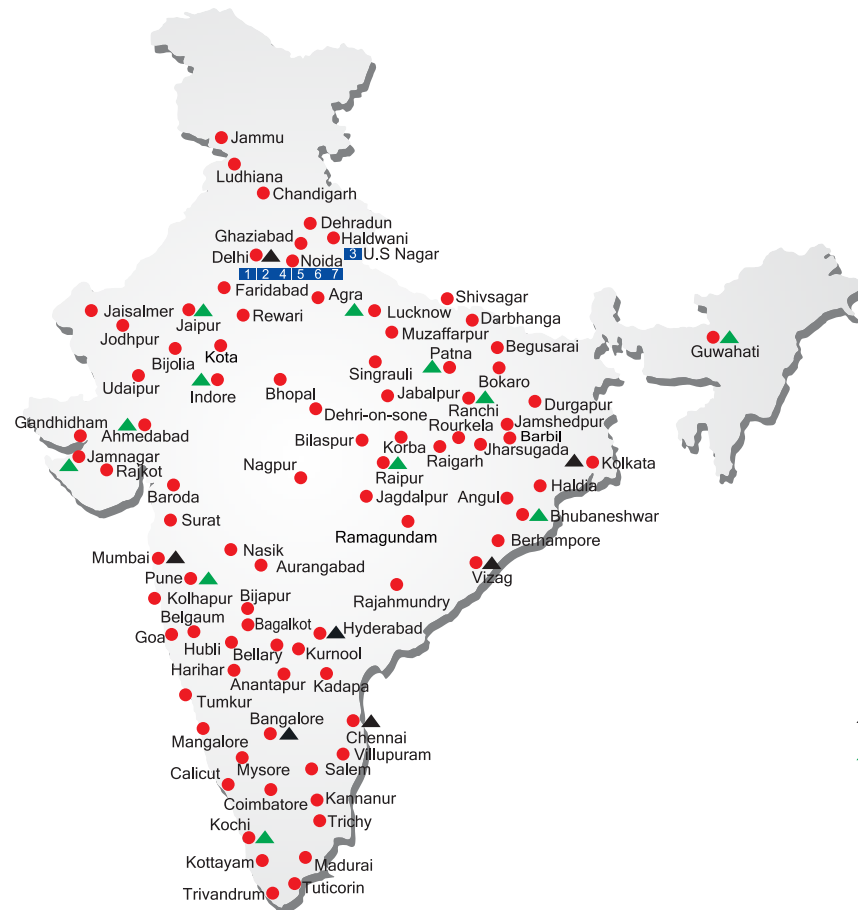 Jammu
Ludhiana
Chandigarh
Dehradun
Ghaziabad
Haldwani
Delhi
3 U.S Nagar
Noida
1 2 4 5 6 7
Faridabad
Agra
Shivsagar
Jaisalmer
Jaipur
Rewari
Lucknow
Darbhanga
Jodhpur
Muzaffarpur
Bijolia
Kota
Patna
Begusarai
Guwahati
Singrauli
Udaipur
Indore
Bhopal
Bokaro
Jabalpur
Ranchi
Durgapur
Dehri-on-sone
Gandhidham
Ahmedabad
Rourkela
Jamshedpur
Bilaspur
Korba
Barbil
Raigarh
Jharsugada
Jamnagar
Rajkot
Kolkata
Nagpur
Raipur
Baroda
Jagdalpur
Angul
Haldia
Surat
Bhubaneshwar
Ramagundam
Berhampore
Mumbai
Nasik
Aurangabad
Vizag
Pune
Kolhapur
Bijapur
Rajahmundry
Belgaum
Bagalkot
Goa
Hubli
Hyderabad
Bellary
Kurnool
Harihar
Anantapur
Kadapa
Tumkur
Bangalore
Mangalore
Chennai
Villupuram
Mysore
Salem
Calicut
Coimbatore
Kannanur
Kochi
Trichy
Kottayam
Madurai
Trivandrum
Tuticorin